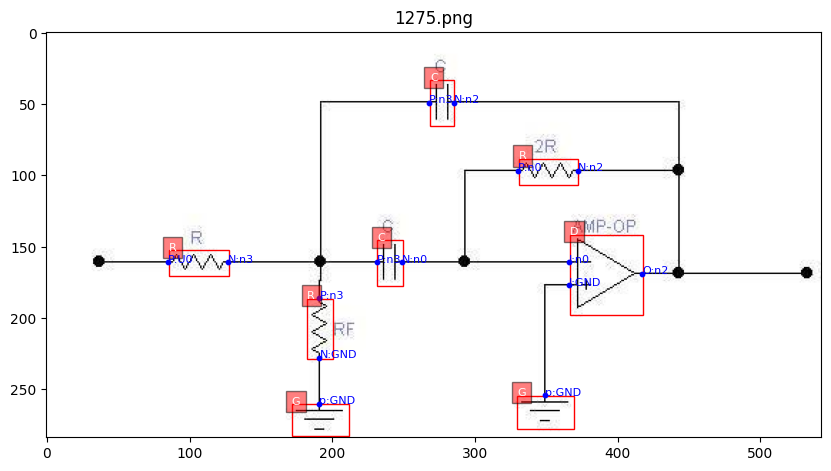 1275.png
0
50
100
150
200
250
0
100
200
300
400
500
C
C
P:n3
N:n2
R
2R
P:n0
N:n2
R
R
P:U0
N:n3
C
C
P:n3
N:n0
D
AMP-OP
I:n0
I:GND
O:n2
R
P:n3
RF
N:GND
G
p:GND
G
p:GND